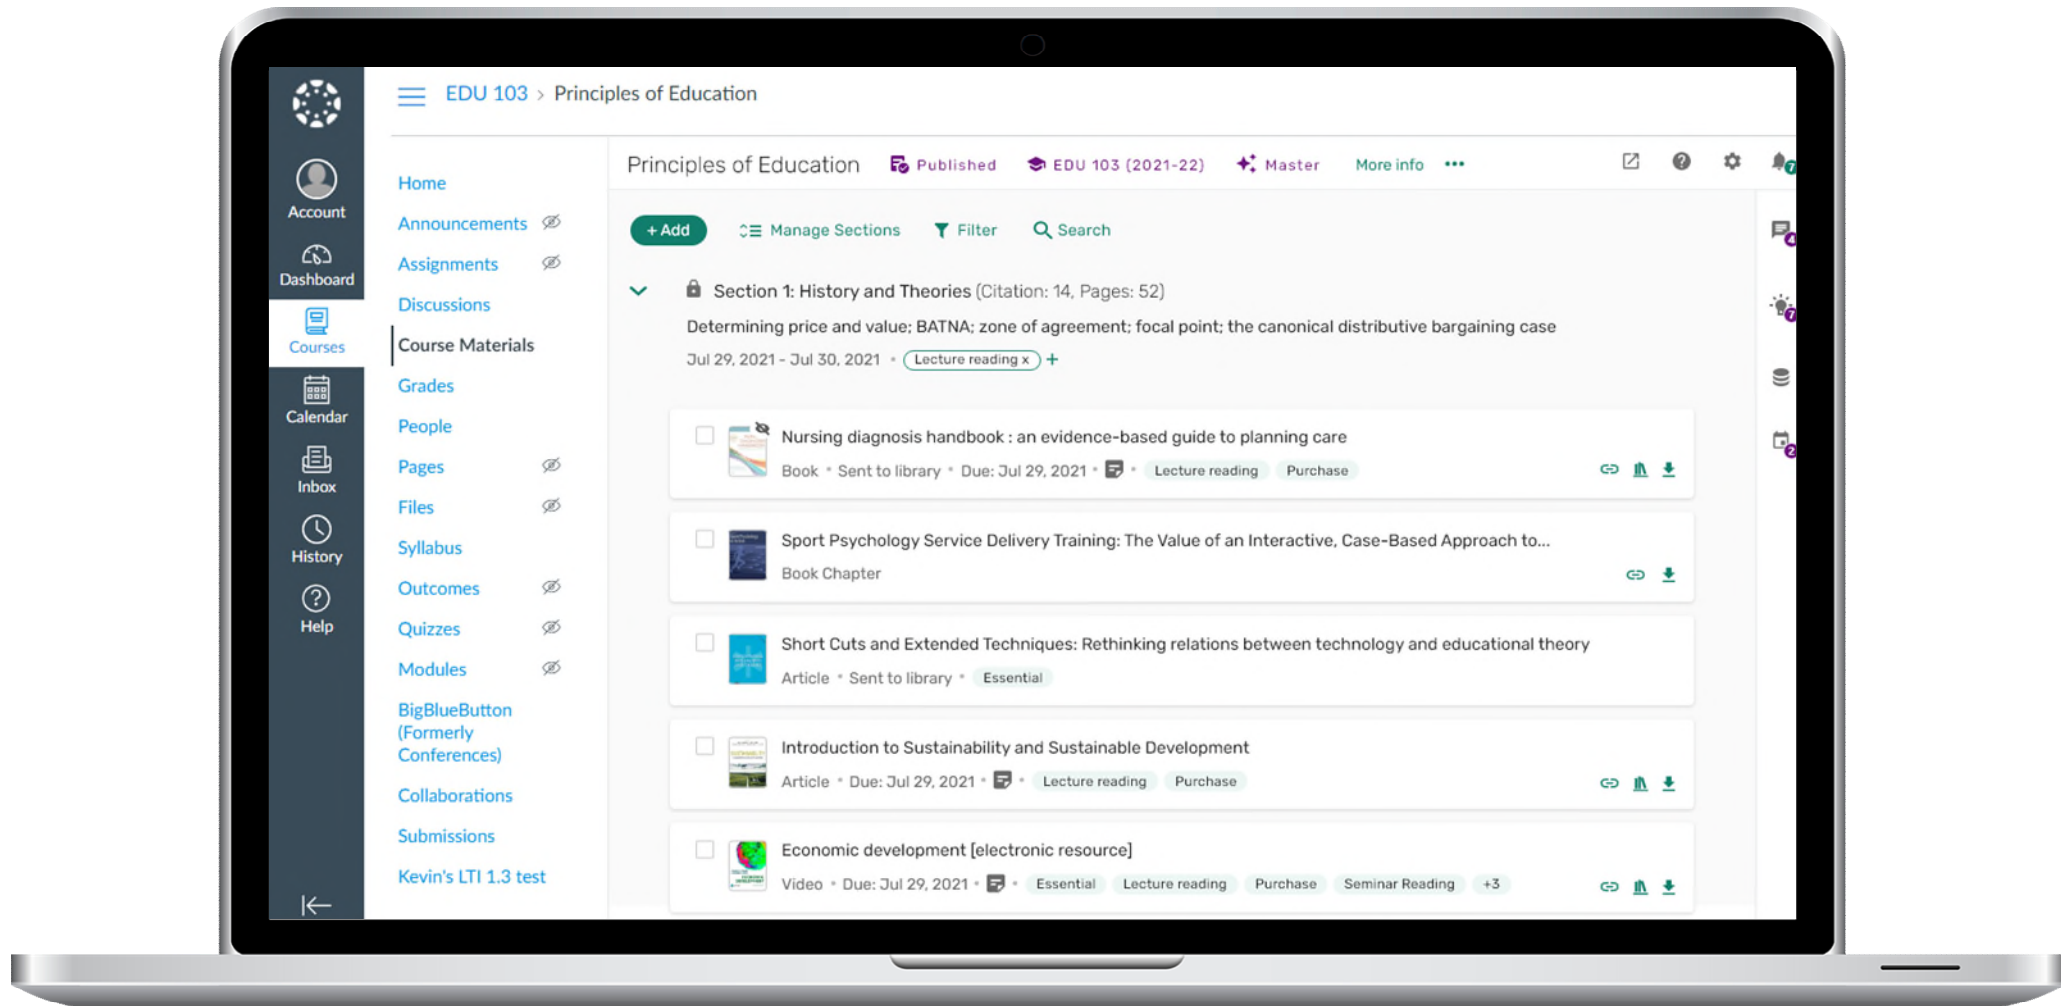 EDU 103 > Principles of Education
Account
Dashboard
Courses
Calendar
Inbox
History
Help
Home
Announcements
Assignments
Discussions
Course Materials
Grades
People
Pages
Files
Syllabus
Outcomes
Quizzes
Modules
BigBlueButton
(Formerly
Conferences)
Collaborations
Submissions
Kevin's LTI 1.3 test
Principles of Education Published EDU 103 (2021-22) Master More info ••• 7
+ Add Manage Sections Filter Search
4
7
2
Section 1: History and Theories (Citation: 14, Pages: 52)
Determining price and value; BATNA; zone of agreement; focal point; the canonical distributive bargaining case
Jul 29, 2021 - Jul 30, 2021 • Lecture reading x +
Nursing diagnosis handbook : an evidence-based guide to planning care
Book • Sent to library • Due: Jul 29, 2021 • • Lecture reading Purchase
Sport Psychology Service Delivery Training: The Value of an Interactive, Case-Based Approach to...
Book Chapter
Short Cuts and Extended Techniques: Rethinking relations between technology and educational theory
Article • Sent to library • Essential
Introduction to Sustainability and Sustainable Development
Article • Due: Jul 29, 2021 • • Lecture reading Purchase
Economic development [electronic resource]
Video • Due: Jul 29, 2021 • • Essential Lecture reading Purchase Seminar Reading +3